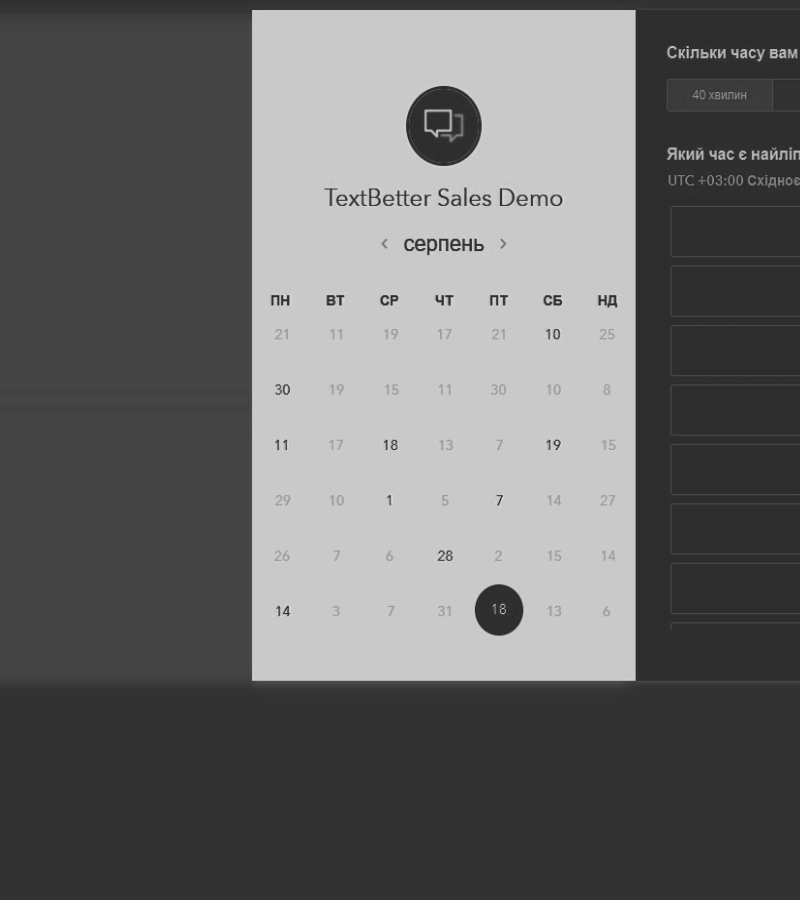 TextBetter Sales Demo
серпень
ПН ВТ СР ЧТ ПТ СБ НД
21 11 19 17 21 10 25
30 19 15 11 30 10 8
11 17 18 13 7 19 15
29 10 1 5 7 14 27
26 7 6 28 2 15 14
14 3 7 31 18 13 6
Скільки часу вам
40 хвилин
Який час є найліп
UTC +03:00 Східноє